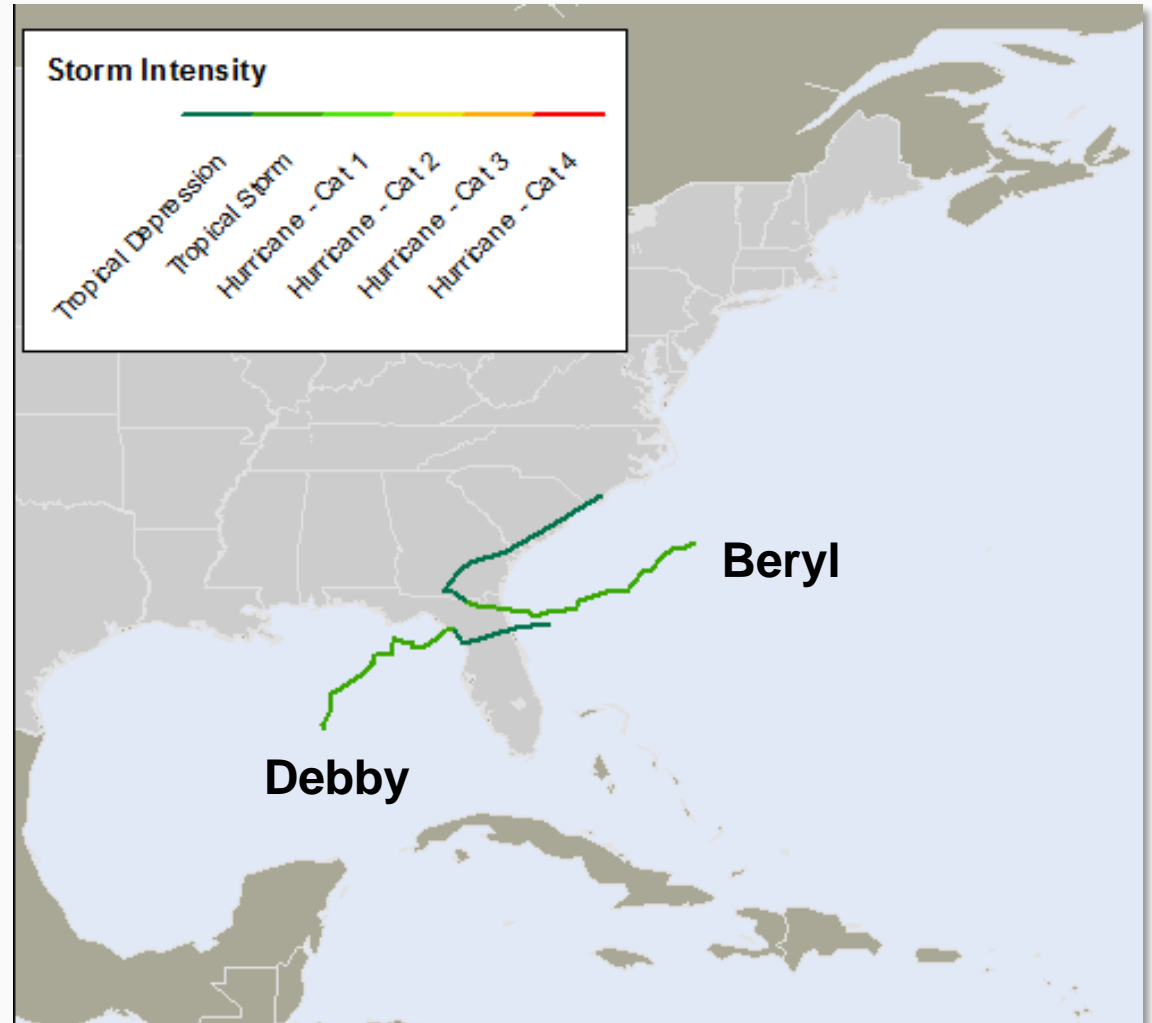 Storm Intensity
Tropical Depression
Tropical Storm
Hurricane - Cat 1
Hurricane - Cat 2
Hurricane - Cat 3
Hurricane - Cat 4
Beryl
Debby